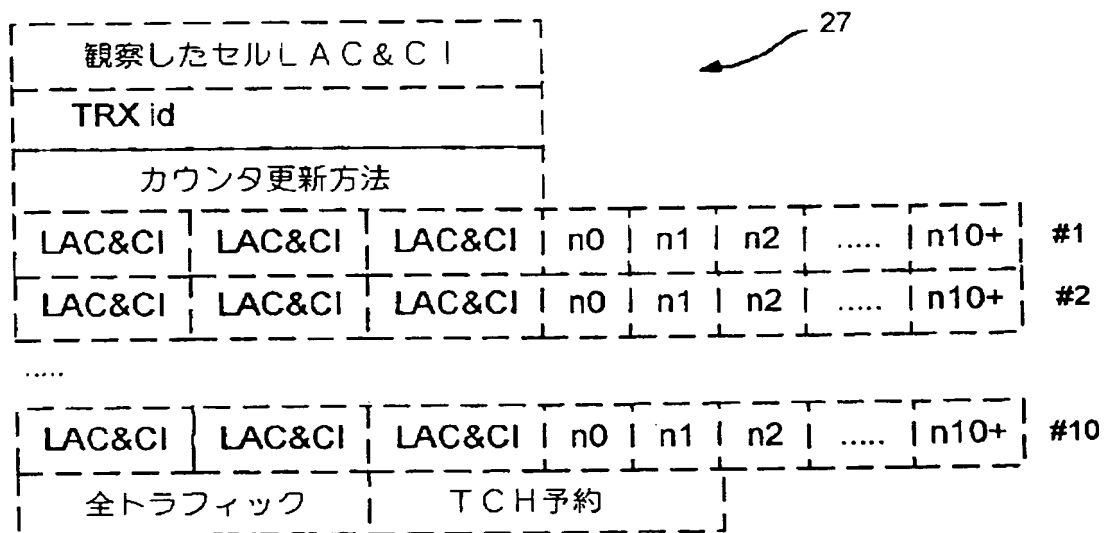 27
観察したセルLAC&CI
TRX id
カウンタ更新方法
LAC&CI LAC&CI LAC&CI n0 n1 n2 ..... n10+ #1
LAC&CI LAC&CI LAC&CI n0 n1 n2 ..... n10+ #2
.....
LAC&CI LAC&CI LAC&CI n0 n1 n2 ..... n10+ #10
全トラフィック TCH予約